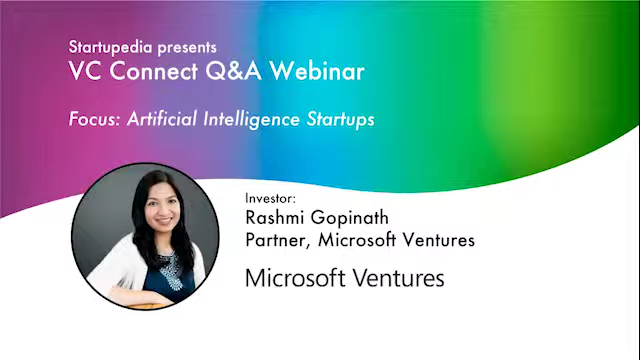 Startupedia presents
VC Connect Q&A Webinar
Focus: Artificial Intelligence Startups
Investor:
Rashmi Gopinath
Partner, Microsoft Ventures
Microsoft Ventures